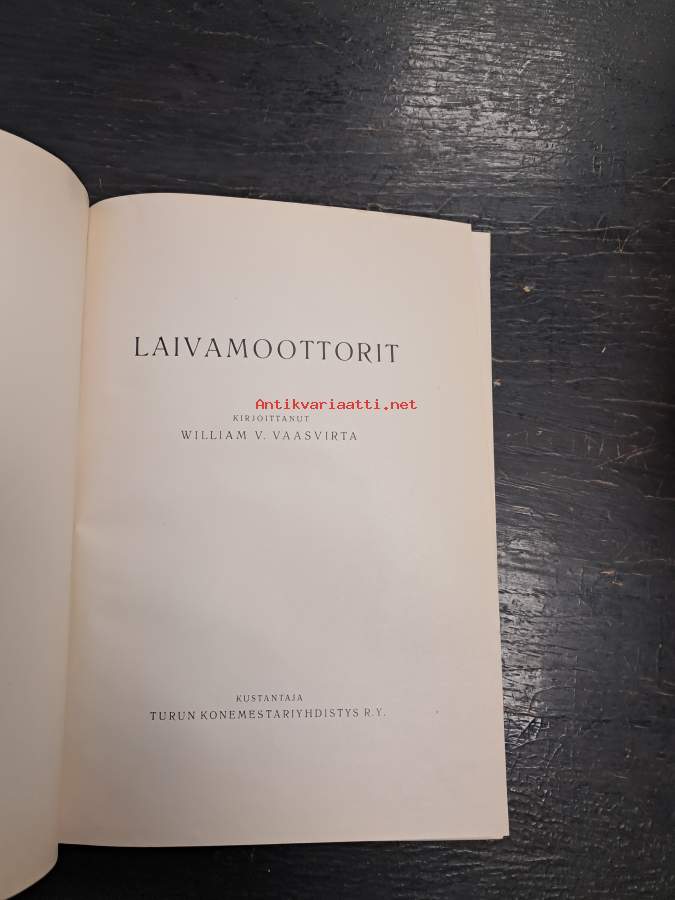 LAIVAMOOTTORIT
Antikvariaatti.net
KIRJOITTANUT
WILLIAM V. VAASVIRTA
KUSTANTAJA
TURUN KONEMESTARIYHDISTYS R.Y.